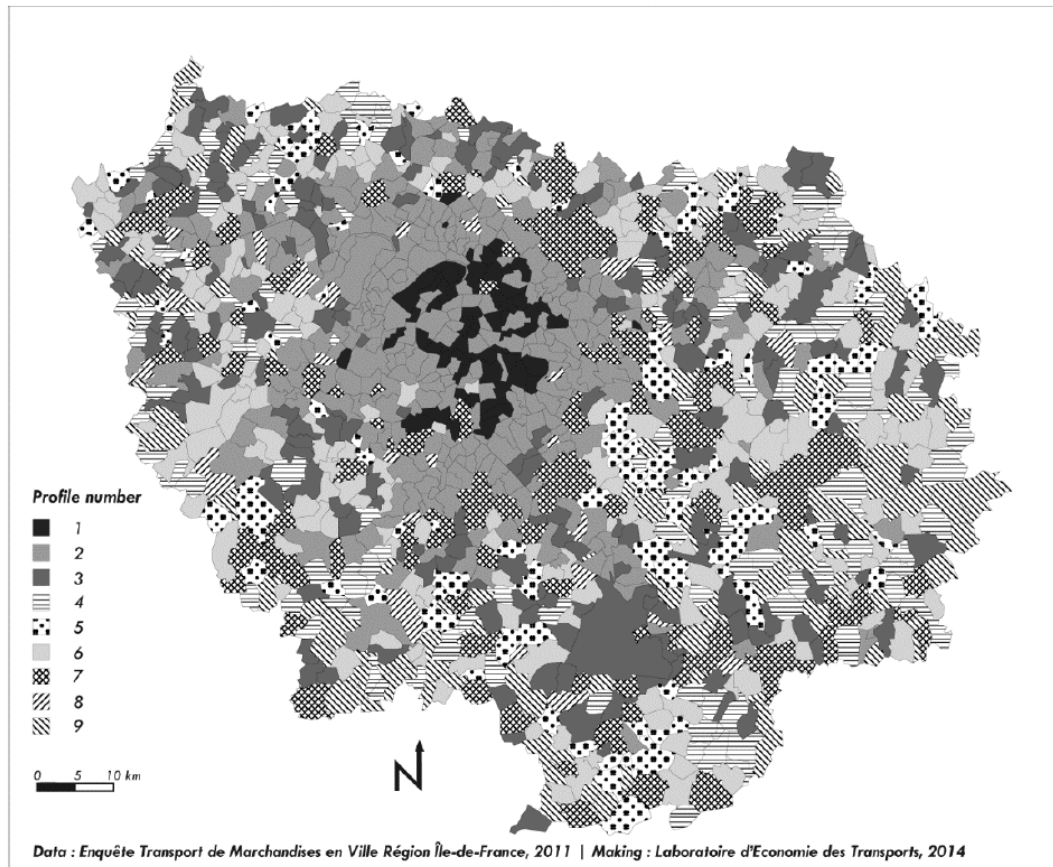 Profile number
1
2
3
4
5
6
7
8
9
0 5 10 km
N
Data : Enquête Transport de Marchandises en Ville Région Île-de-France, 2011 | Making : Laboratoire d'Economie des Transports, 2014